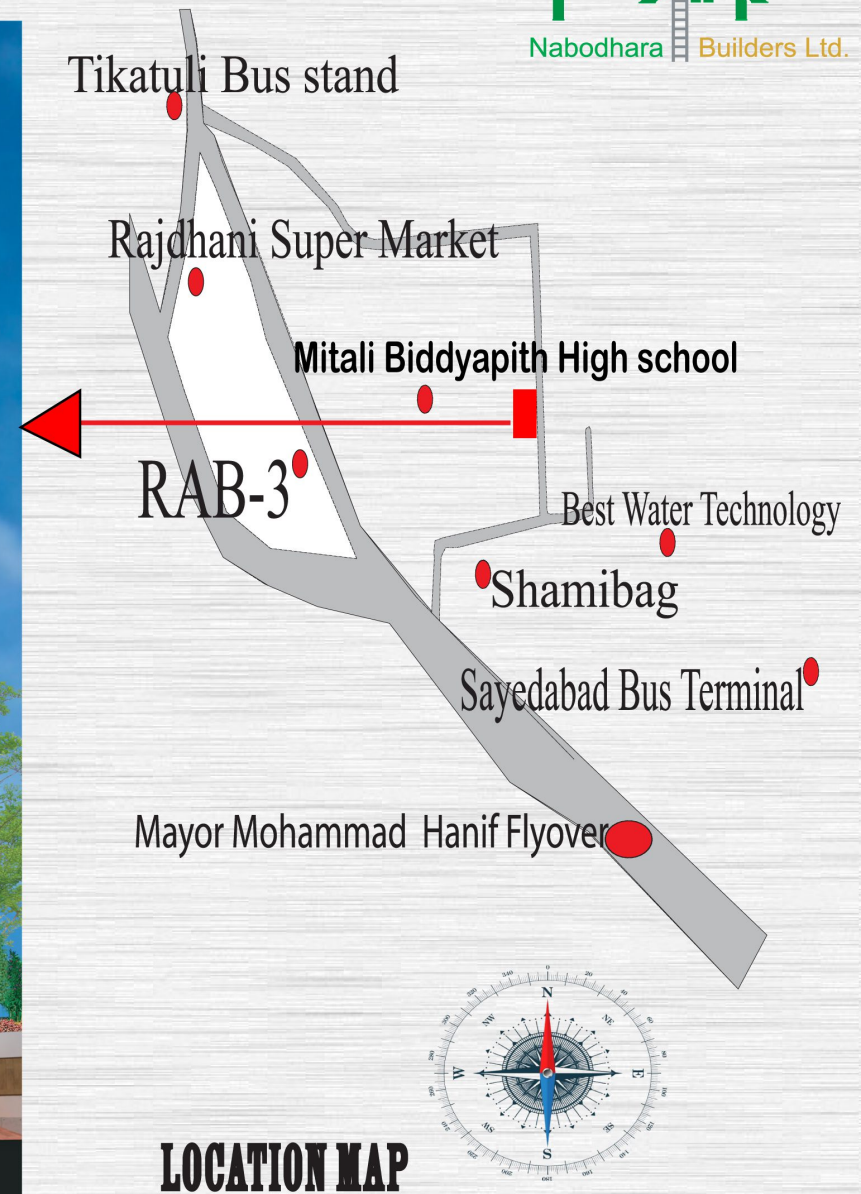 Nabodhara Builders Ltd.
Tikatuli Bus stand
Rajdhani Super Market
Mitali Biddyapith High school
RAB-3
Best Water Technology
Shamibag
Sayedabad Bus Terminal
Mayor Mohammad Hanif Flyover
N
NW
NE
W
E
SW
SE
S
LOCATION MAP